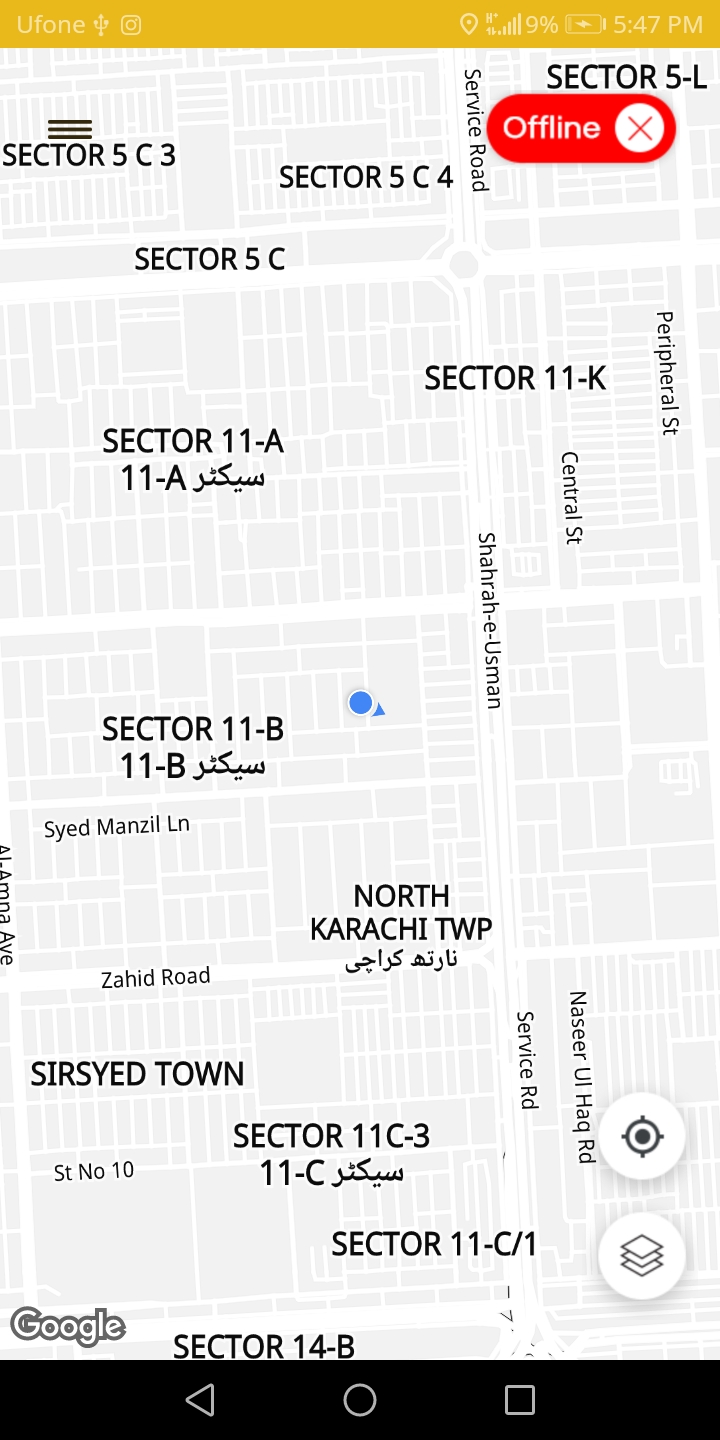 Ufone
9% 5:47 PM
SECTOR 5-L
Service Road
Offline
SECTOR 5 C 3
SECTOR 5 C 4
SECTOR 5 C
Peripheral St
SECTOR 11-K
SECTOR 11-A
سیکٹر 11-A
Central St
Shahrah-e-Usman
SECTOR 11-B
سیکٹر 11-B
Syed Manzil Ln
Al-Amna Ave
NORTH
KARACHI TWP
نارتھ کراچی
Zahid Road
Service Rd
Naseer Ul Haq Rd
SIRSYED TOWN
SECTOR 11C-3
سیکٹر 11-C
St No 10
SECTOR 11-C/1
Google
SECTOR 14-B